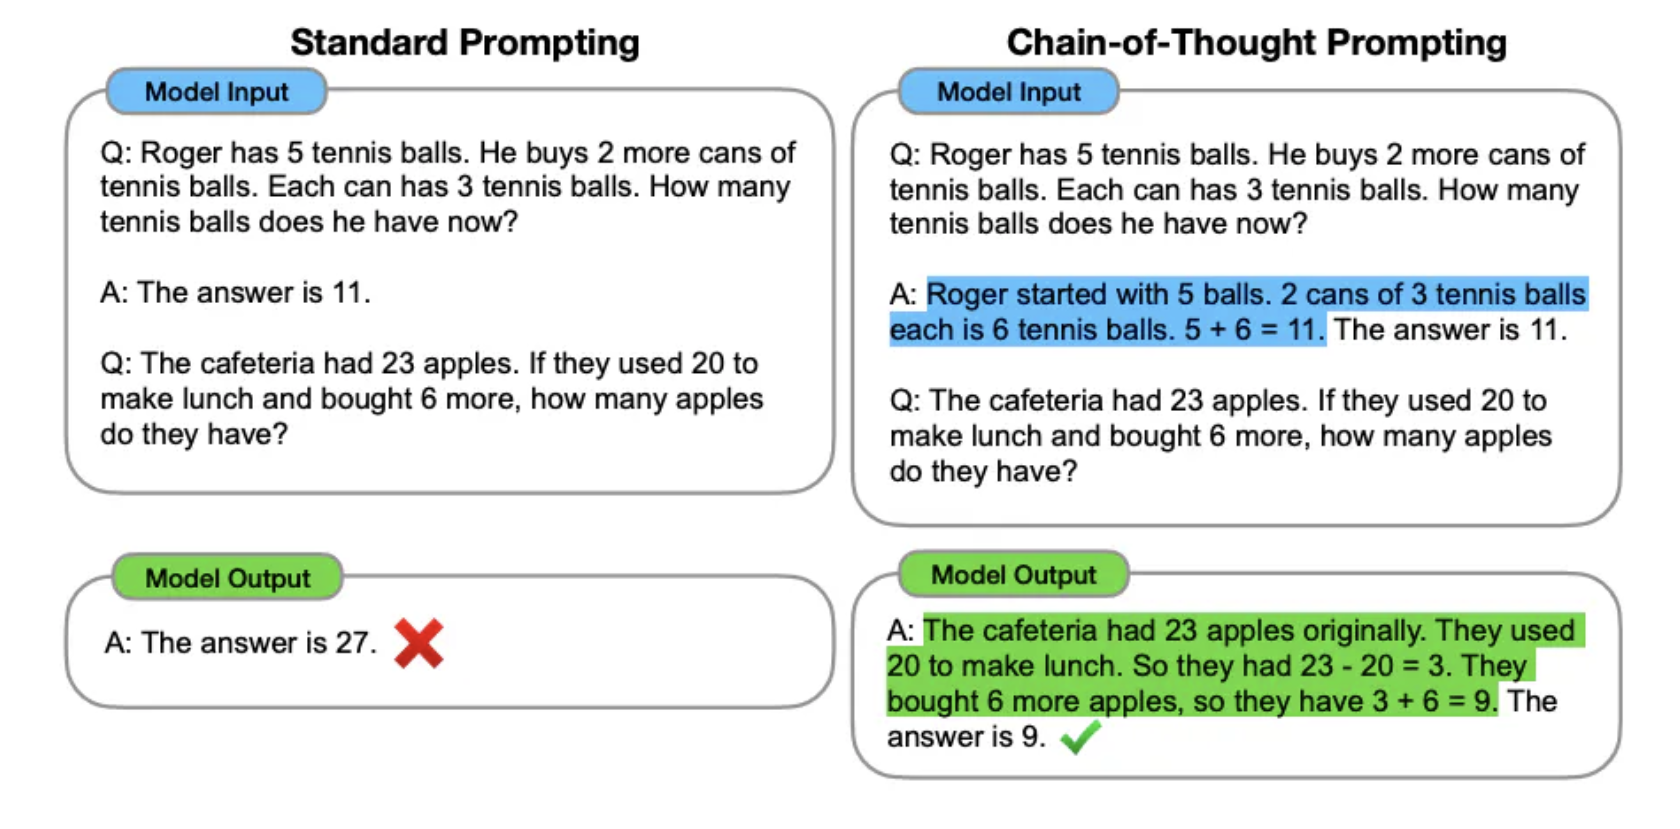 Standard Prompting
Model Input
Q: Roger has 5 tennis balls. He buys 2 more cans of
tennis balls. Each can has 3 tennis balls. How many
tennis balls does he have now?
A: The answer is 11.
Q: The cafeteria had 23 apples. If they used 20 to
make lunch and bought 6 more, how many apples
do they have?
Model Output
A: The answer is 27.
Chain-of-Thought Prompting
Model Input
Q: Roger has 5 tennis balls. He buys 2 more cans of
tennis balls. Each can has 3 tennis balls. How many
tennis balls does he have now?
A: Roger started with 5 balls. 2 cans of 3 tennis balls
each is 6 tennis balls. 5 + 6 = 11. The answer is 11.
Q: The cafeteria had 23 apples. If they used 20 to
make lunch and bought 6 more, how many apples
do they have?
Model Output
A: The cafeteria had 23 apples originally. They used
20 to make lunch. So they had 23 - 20 = 3. They
bought 6 more apples, so they have 3 + 6 = 9. The
answer is 9.